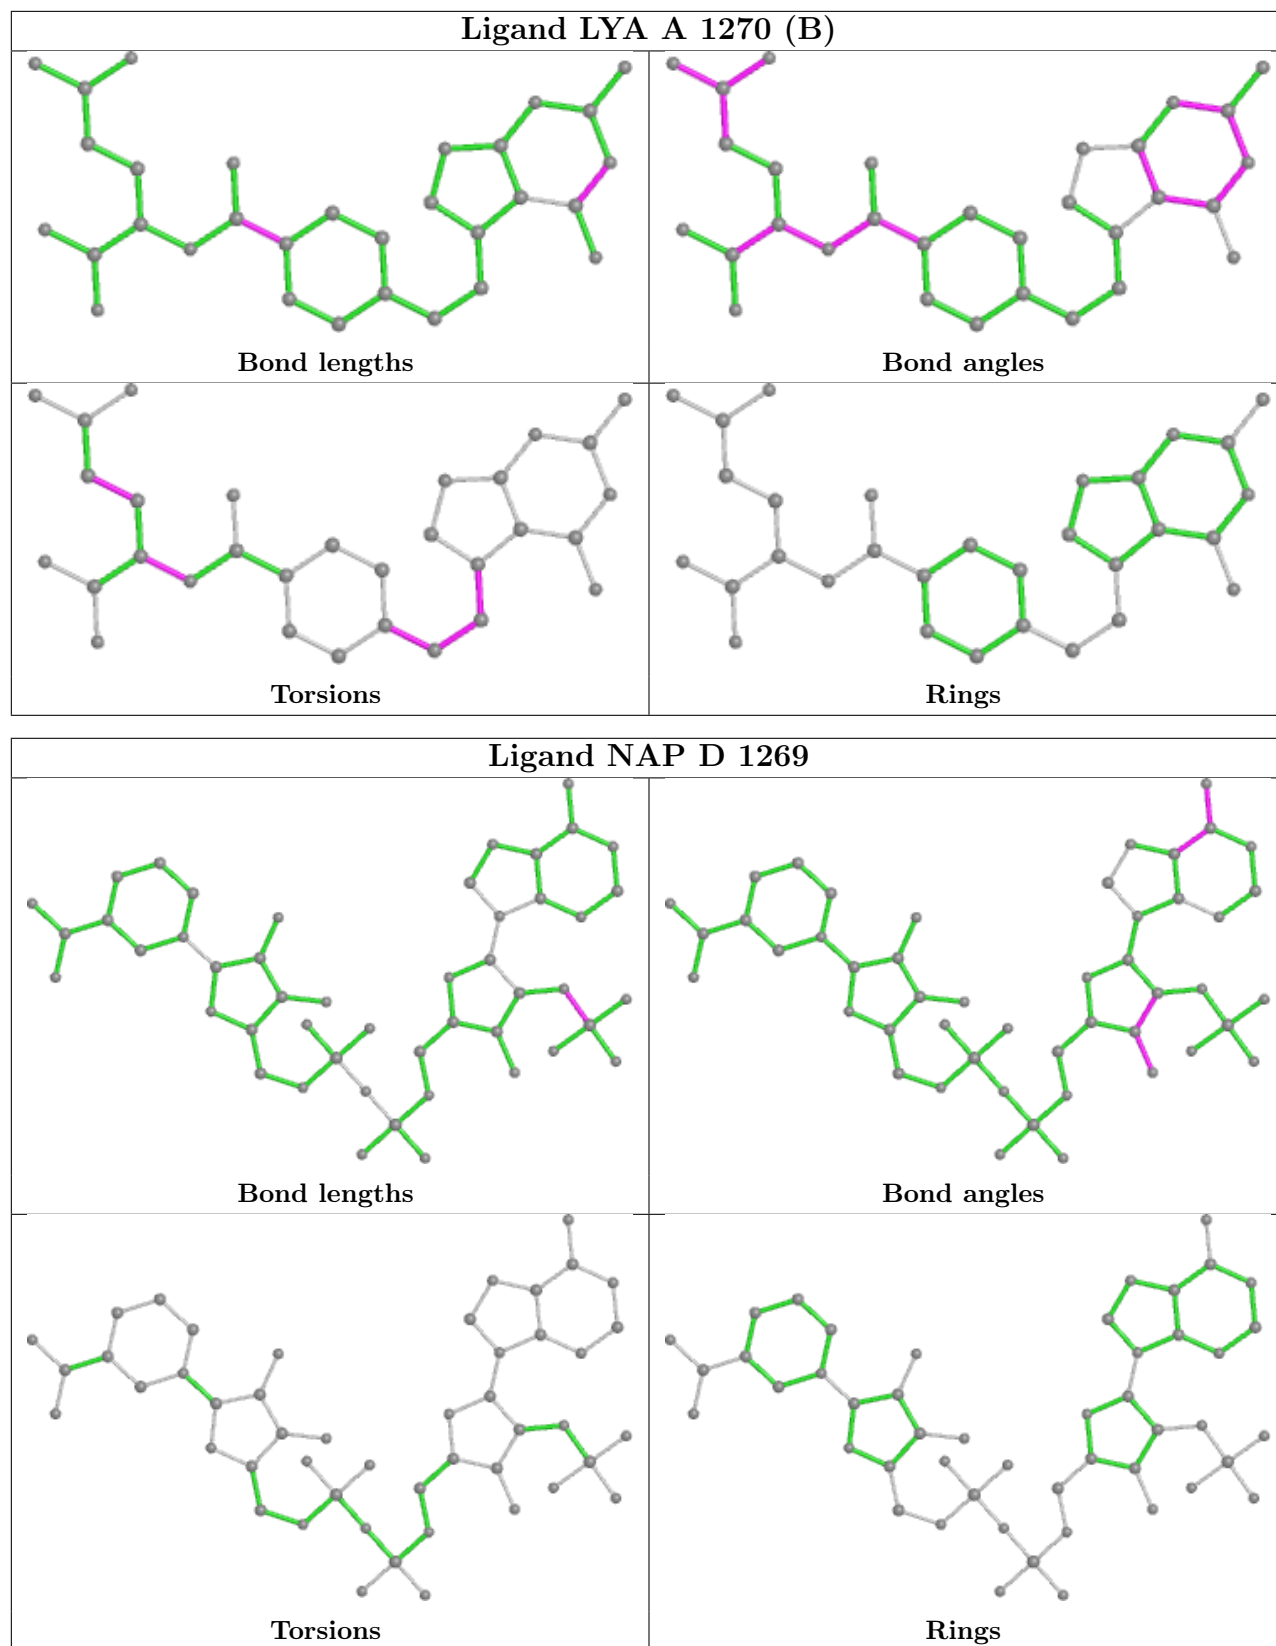 Ligand LYA A 1270 (B)
Bond lengths
Bond angles
Torsions
Rings
Ligand NAP D 1269
Bond lengths
Bond angles
Torsions
Rings